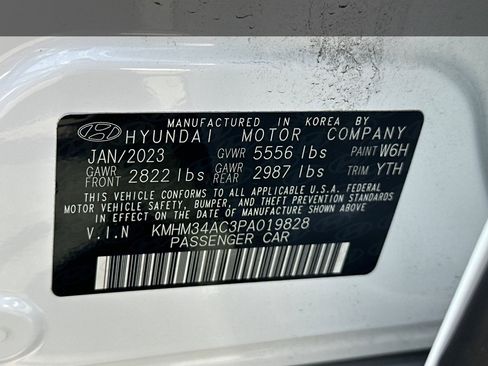 MANUFACTURED IN KOREA BY
HYUNDAI MOTOR COMPANY
JAN/2023 GVWR 5556 lbs PAINT W6H
GAWR FRONT 2822 lbs GAWR REAR 2987 lbs TRIM YTH
THIS VEHICLE CONFORMS TO ALL APPLICABLE U.S.A. FEDERAL
MOTOR VEHICLE SAFETY, BUMPER, AND THEFT PREVENTION STANDARDS
IN EFFECT ON THE DATE OF MANUFACTURE SHOWN ABOVE.
V.I.N KMHM34AC3PA019828
PASSENGER CAR